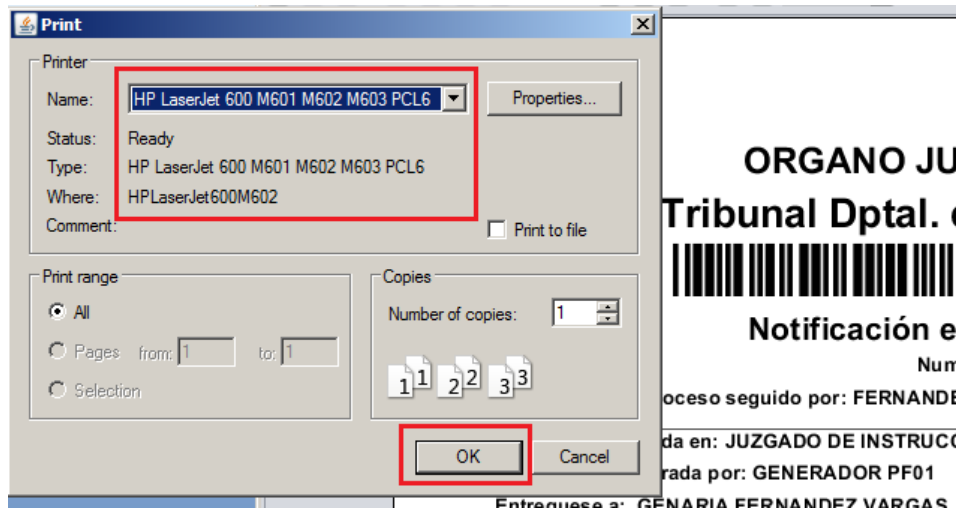 Print
Printer
Name: HP LaserJet 600 M601 M602 M603 PCL6 Properties...
Status: Ready
Type: HP LaserJet 600 M601 M602 M603 PCL6
Where: HPLaserJet600M602
Comment:
Print to file
Print range
All
Pages from: 1 to: 1
Selection
Copies
Number of copies: 1
1 1 2 2 3 3
OK Cancel
ORGANO JU
Tribunal Dptal.
Notificación e
Num
oceso seguido por: FERNANDE
da en: JUZGADO DE INSTRUCC
rada por: GENERADOR PF01
Entreguese a: GENARIA FERNANDEZ VARGAS